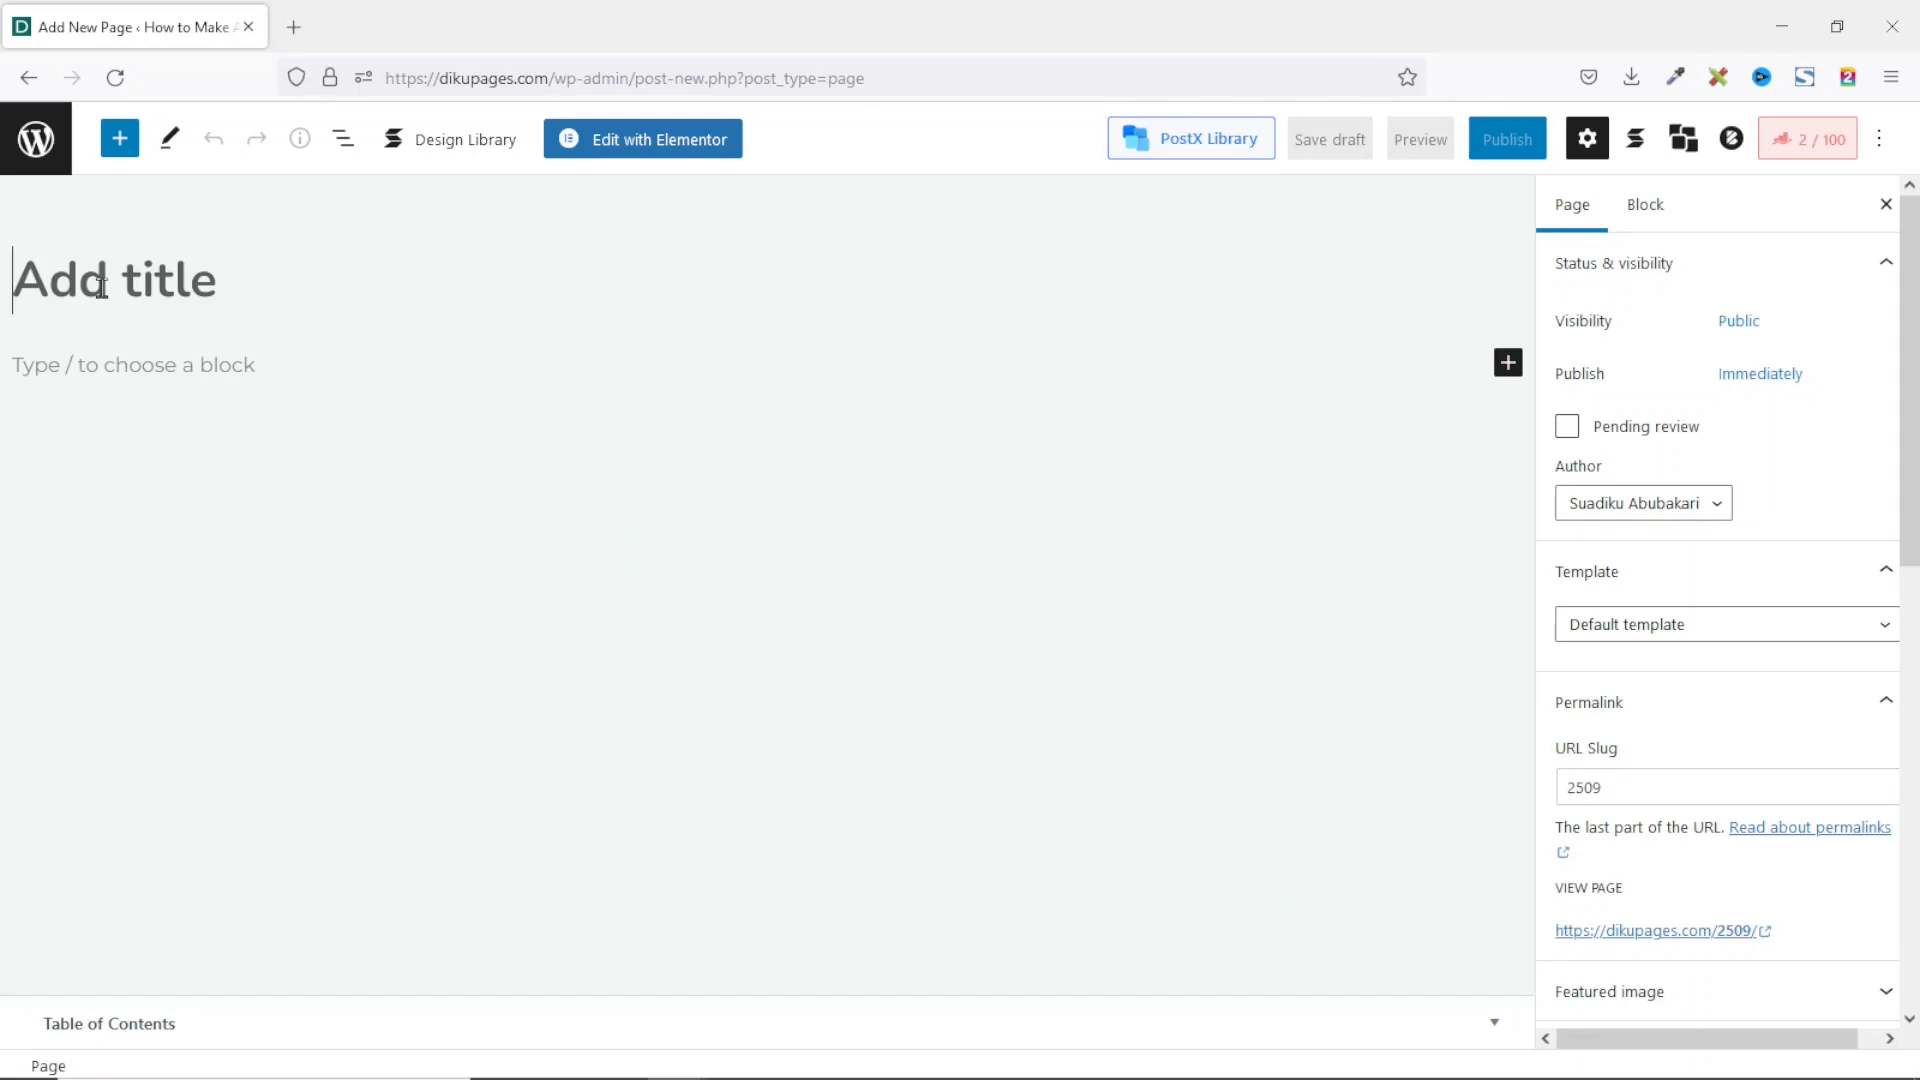 Add New Page ‹ How to Make
https://dikupages.com/wp-admin/post-new.php?post_type=page
Design Library
Edit with Elementor
PostX Library
Save draft
Preview
Publish
2 / 100
Page
Block
Add title
Type / to choose a block
Status & visibility
Visibility
Public
Publish
Immediately
Pending review
Author
Suadiku Abubakari
Template
Default template
Permalink
URL Slug
2509
The last part of the URL. Read about permalinks
VIEW PAGE
https://dikupages.com/2509/
Featured image
Table of Contents
Page